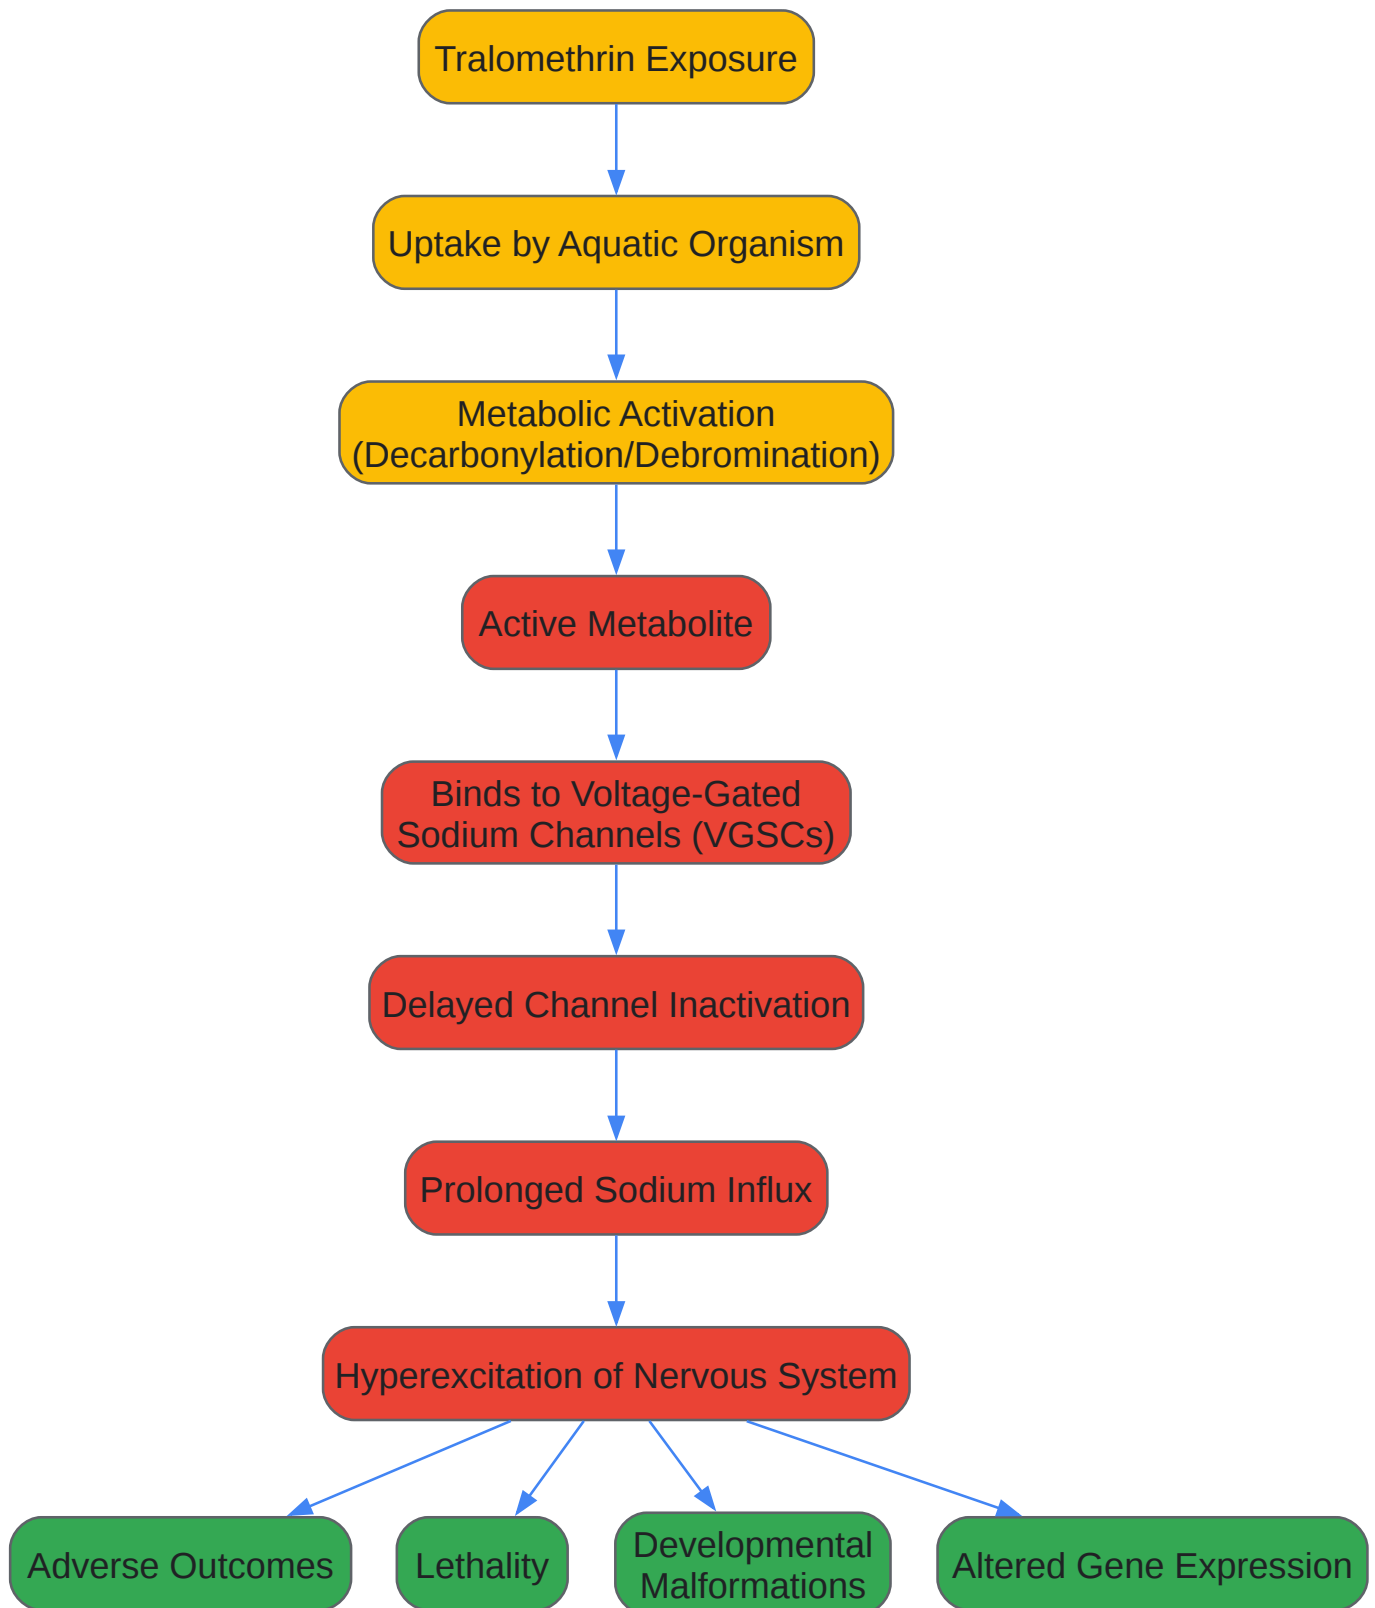 Tralomethrin Exposure
Uptake by Aquatic Organism
Metabolic Activation
(Decarbonylation/Debromination)
Active Metabolite
Binds to Voltage-Gated
Sodium Channels (VGSCs)
Delayed Channel Inactivation
Prolonged Sodium Influx
Hyperexcitation of Nervous System
Adverse Outcomes
Lethality
Developmental
Malformations
Altered Gene Expression